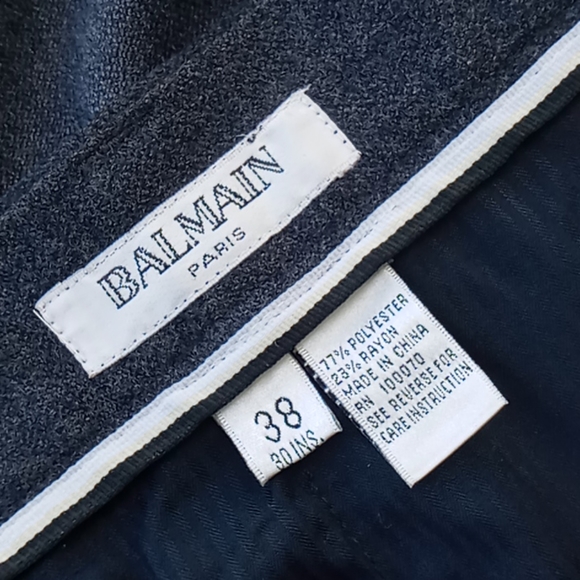 BALMAIN
PARIS
38
30 INS.
77% POLYESTER
23% RAYON
MADE IN CHINA
RN 100070
SEE REVERSE FOR
CARE INSTRUCTION